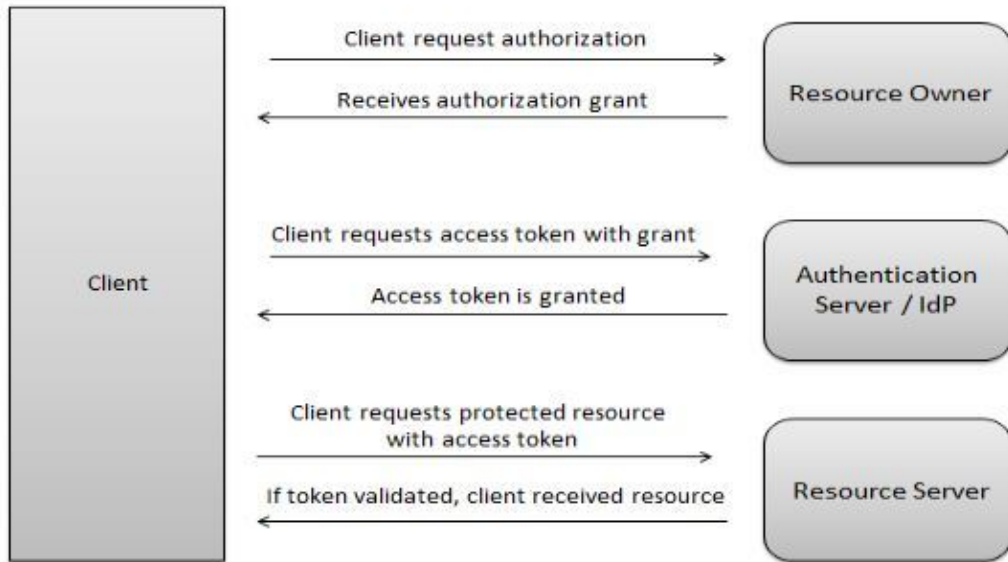 Client
Client request authorization
Receives authorization grant
Resource Owner
Client requests access token with grant
Access token is granted
Authentication
Server / IdP
Client requests protected resource
with access token
If token validated, client received resource
Resource Server